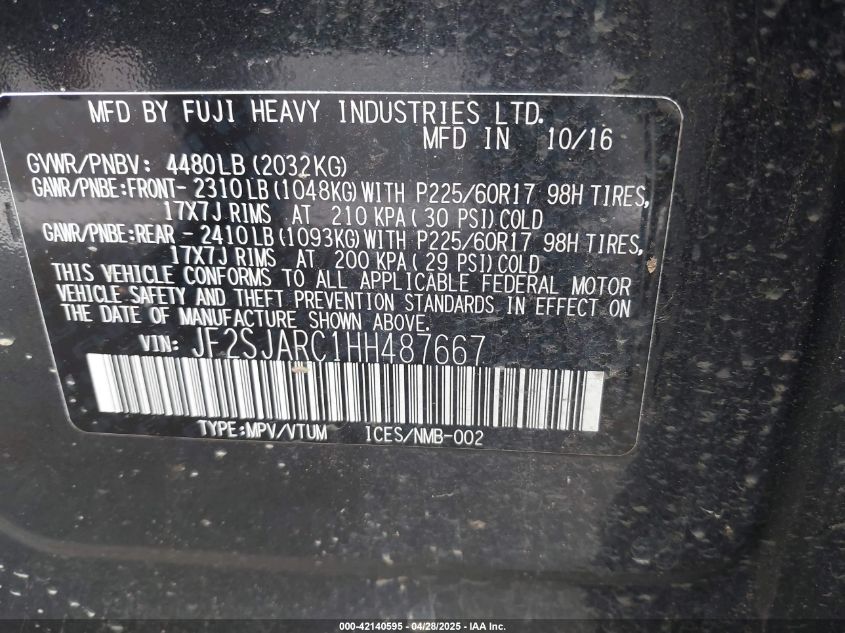 MFD BY FUJI HEAVY INDUSTRIES LTD.
MFD IN 10/16
GVWR/PNBV: 4480LB (2032KG)
GAWR/PNBE:FRONT- 2310LB (1048KG) WITH P225/60R17 98H TIRES,
17X7J RIMS AT 210 KPA (30 PSI) COLD
GAWR/PNBE:REAR - 2410LB (1093KG) WITH P225/60R17 98H TIRES,
17X7J RIMS AT 200 KPA (29 PSI) COLD
THIS VEHICLE CONFORMS TO ALL APPLICABLE FEDERAL MOTOR
VEHICLE SAFETY AND THEFT PREVENTION STANDARDS IN EFFECT ON
THE DATE OF MANUFACTURE SHOWN ABOVE.
VIN: JF2SJARC1HH487667
TYPE:MPV/VTUM ICES/NMB-002
000-42140595 - 04/28/2025 - IAA Inc.